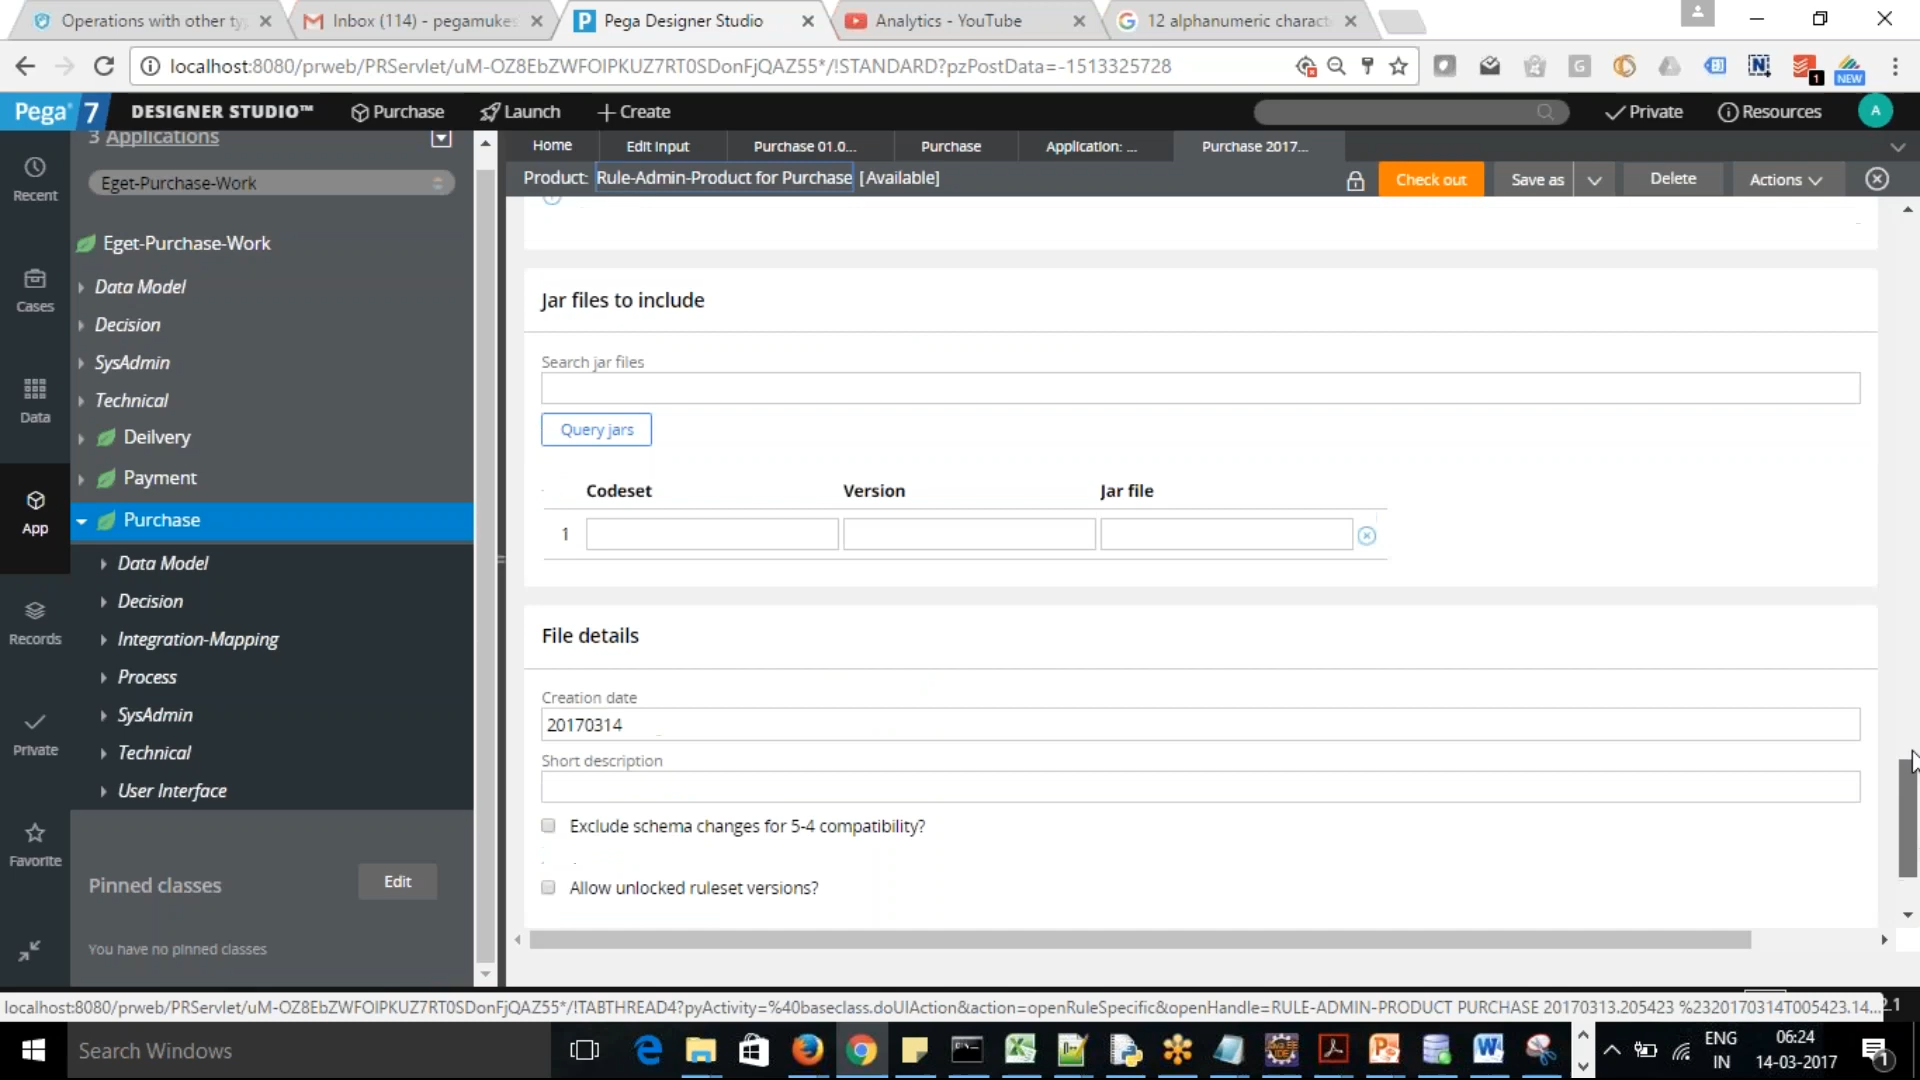 Operations with other ty
Inbox (114) - pegamukes
Pega Designer Studio
Analytics - YouTube
12 alphanumeric charact
localhost:8080/prweb/PRServlet/uM-OZ8EbZWFOIPKUZ7RT0SDonFjQAZ55*/!STANDARD?pzPostData=-1513325728
NEW
Pega 7
DESIGNER STUDIO™
Purchase
Launch
Create
Private
Resources
A
3 Applications
Home
Edit Input
Purchase 01.0...
Purchase
Application: ...
Purchase 2017...
Product: Rule-Admin-Product for Purchase [Available]
Check out
Save as
Delete
Actions
Recent
Cases
Data
App
Records
Private
Favorite
Eget-Purchase-Work
Eget-Purchase-Work
Data Model
Decision
SysAdmin
Technical
Deilvery
Payment
Purchase
Data Model
Decision
Integration-Mapping
Process
SysAdmin
Technical
User Interface
Pinned classes
Edit
You have no pinned classes
Jar files to include
Search jar files
Query jars
Codeset Version Jar file
1
File details
Creation date
20170314
Short description
Exclude schema changes for 5-4 compatibility?
Allow unlocked ruleset versions?
localhost:8080/prweb/PRServlet/uM-OZ8EbZWFOIPKUZ7RT0SDonFjQAZ55*/!TABTHREAD4?pyActivity=%40baseclass.doUIAction&action=openRuleSpecific&openHandle=RULE-ADMIN-PRODUCT PURCHASE 20170313.205423 %2320170314T005423.14...
2.1
Search Windows
ENG
IN
06:24
14-03-2017
1